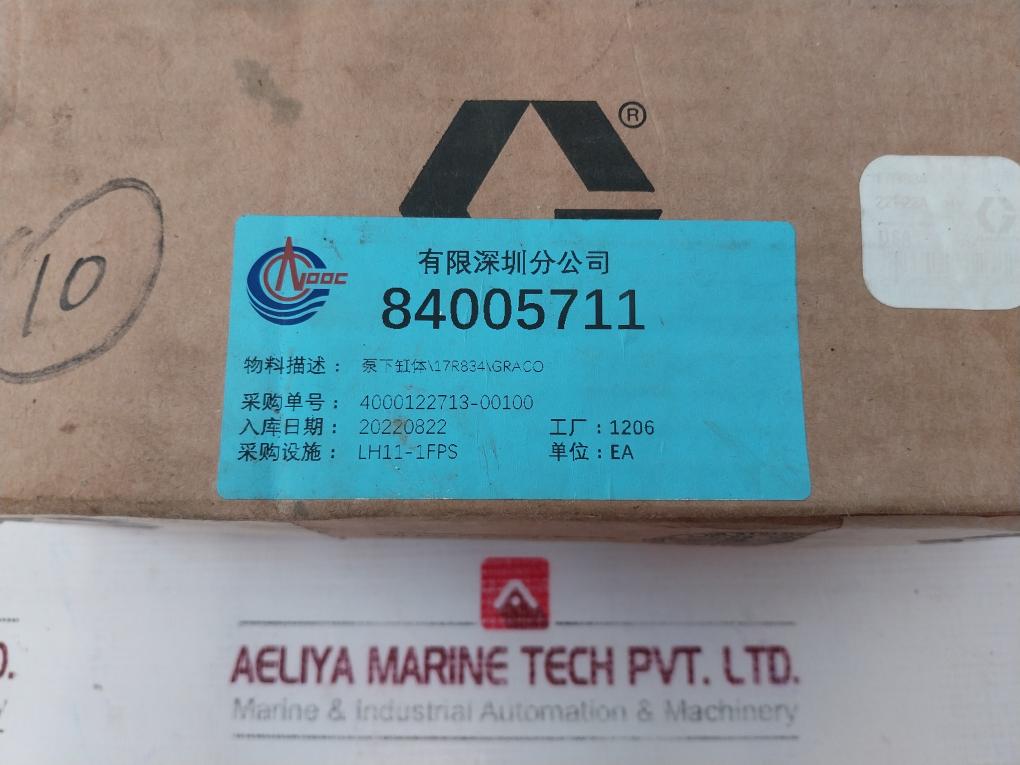 ®
10
CNOOC
有限深圳分公司
84005711
物料描述： 泵下缸体\17R834\GRACO
采购单号： 4000122713-00100
入库日期： 20220822 工厂：1206
采购设施： LH11-1FPS 单位：EA
AELIYA MARINE TECH PVT. LTD.
Marine & Industrial Automation & Machinery